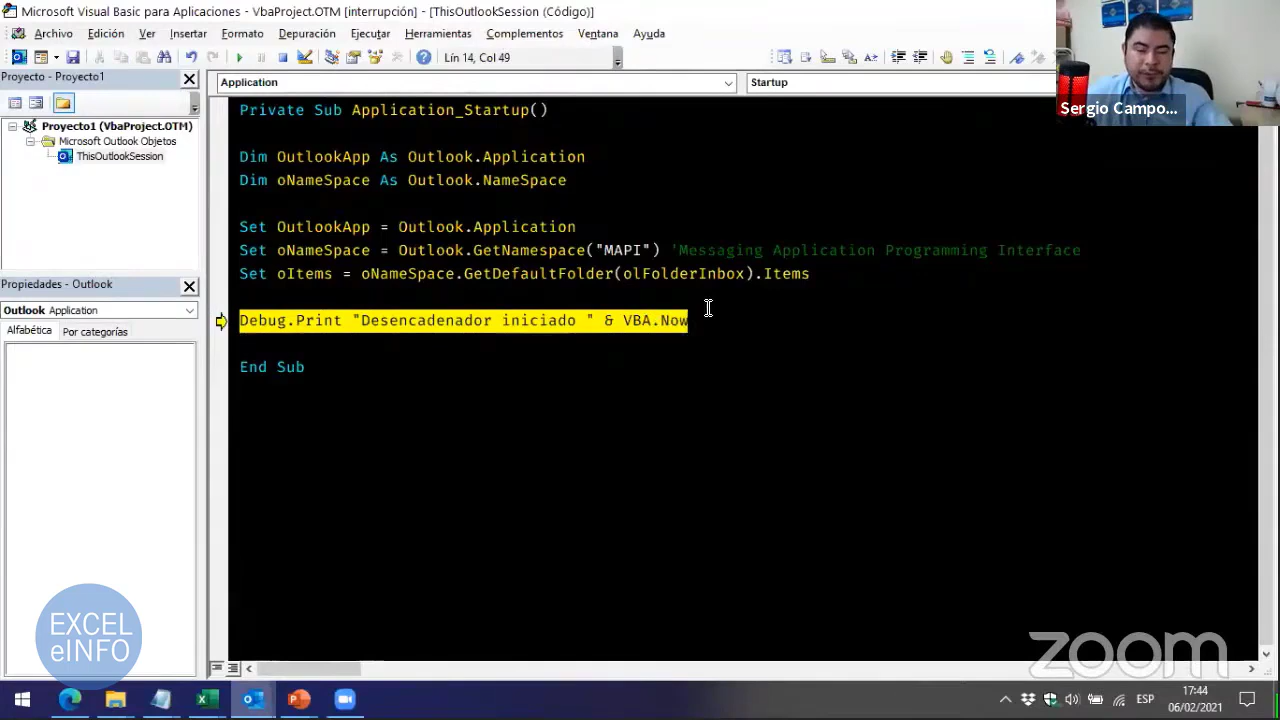 Microsoft Visual Basic para Aplicaciones - VbaProject.OTM [interrupción] - [ThisOutlookSession (Código)]
Archivo Edición Ver Insertar Formato Depuración Ejecutar Herramientas Complementos Ventana Ayuda
Lín 14, Col 49
Proyecto - Proyecto1
Proyecto1 (VbaProject.OTM)
Microsoft Outlook Objetos
ThisOutlookSession
Propiedades - Outlook
Outlook Application
Alfabética Por categorías
Application Startup
Private Sub Application_Startup()
Dim OutlookApp As Outlook.Application
Dim oNameSpace As Outlook.NameSpace
Set OutlookApp = Outlook.Application
Set oNameSpace = Outlook.GetNamespace("MAPI") 'Messaging Application Programming Interface
Set oItems = oNameSpace.GetDefaultFolder(olFolderInbox).Items
Debug.Print "Desencadenador iniciado " & VBA.Now
End Sub
Sergio Campo...
EXCEL
eINFO
zoom
ESP
17:44
06/02/2021